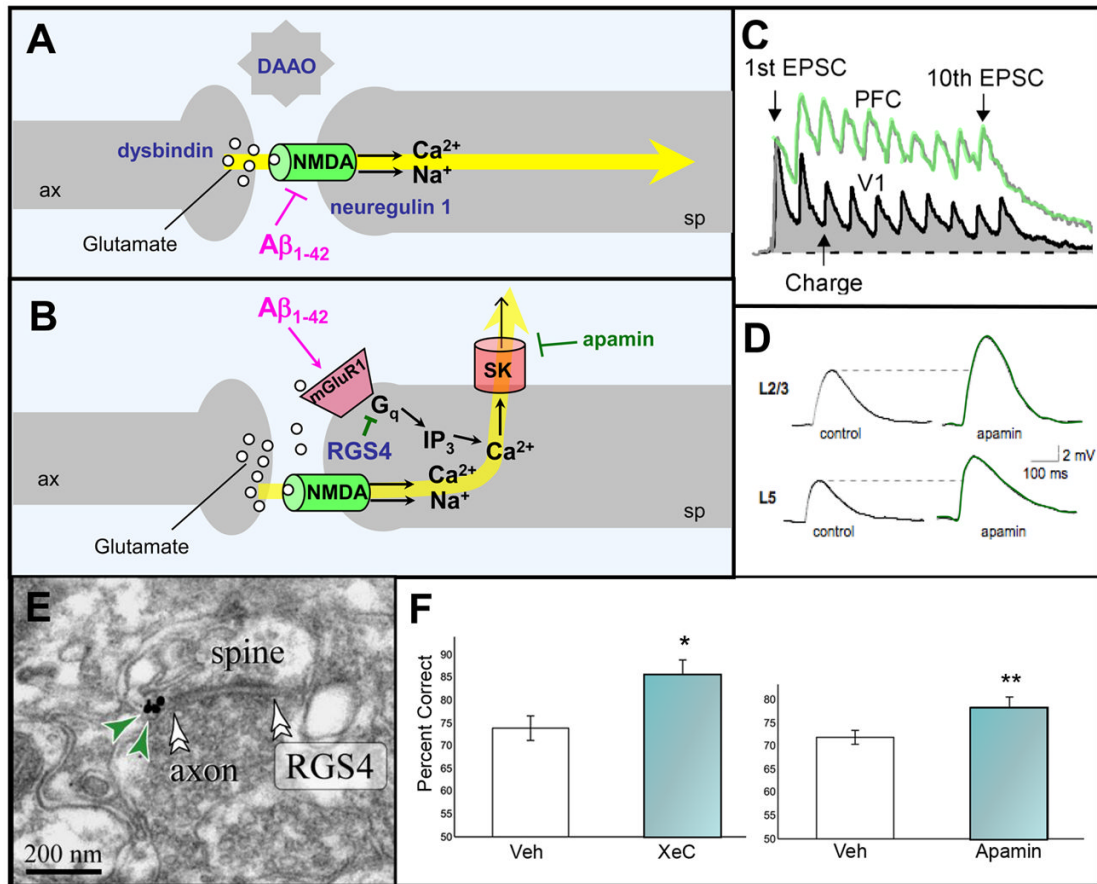 A
DAAO
dysbindin
NMDA
Ca2+
Na+
ax
neuregulin 1
sp
Glutamate
Aβ1-42
B
Aβ1-42
apamin
mGluR1
SK
Gq
RGS4
IP3
Ca2+
ax
Ca2+
NMDA
Na+
sp
Glutamate
C
1st EPSC
PFC
10th EPSC
V1
Charge
D
L2/3
control
apamin
2 mV
100 ms
L5
control
apamin
E
spine
axon
RGS4
200 nm
F
Percent Correct
90
85
80
75
70
65
60
55
50
*
Veh
XeC
90
85
80
75
70
65
60
55
50
**
Veh
Apamin